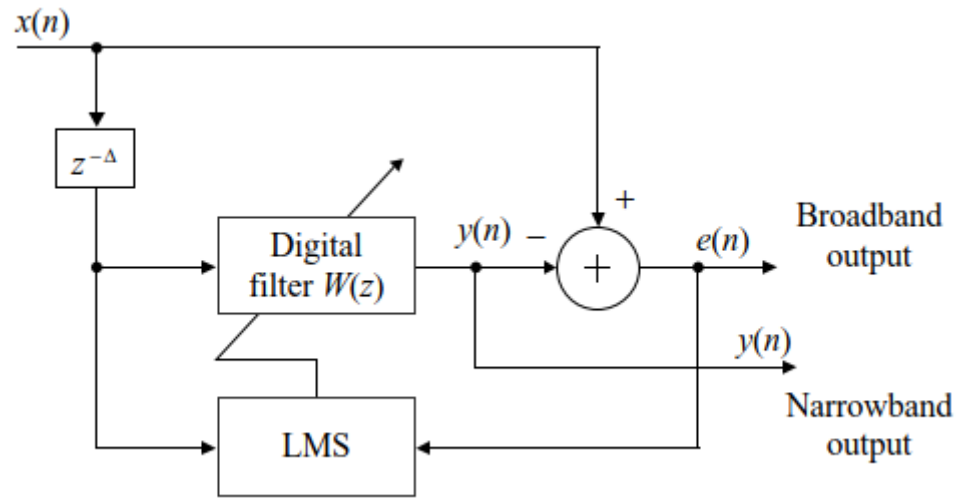 x(n)
z^{-Δ}
Digital
filter W(z)
y(n)
−
+
+
e(n)
Broadband
output
y(n)
Narrowband
output
LMS